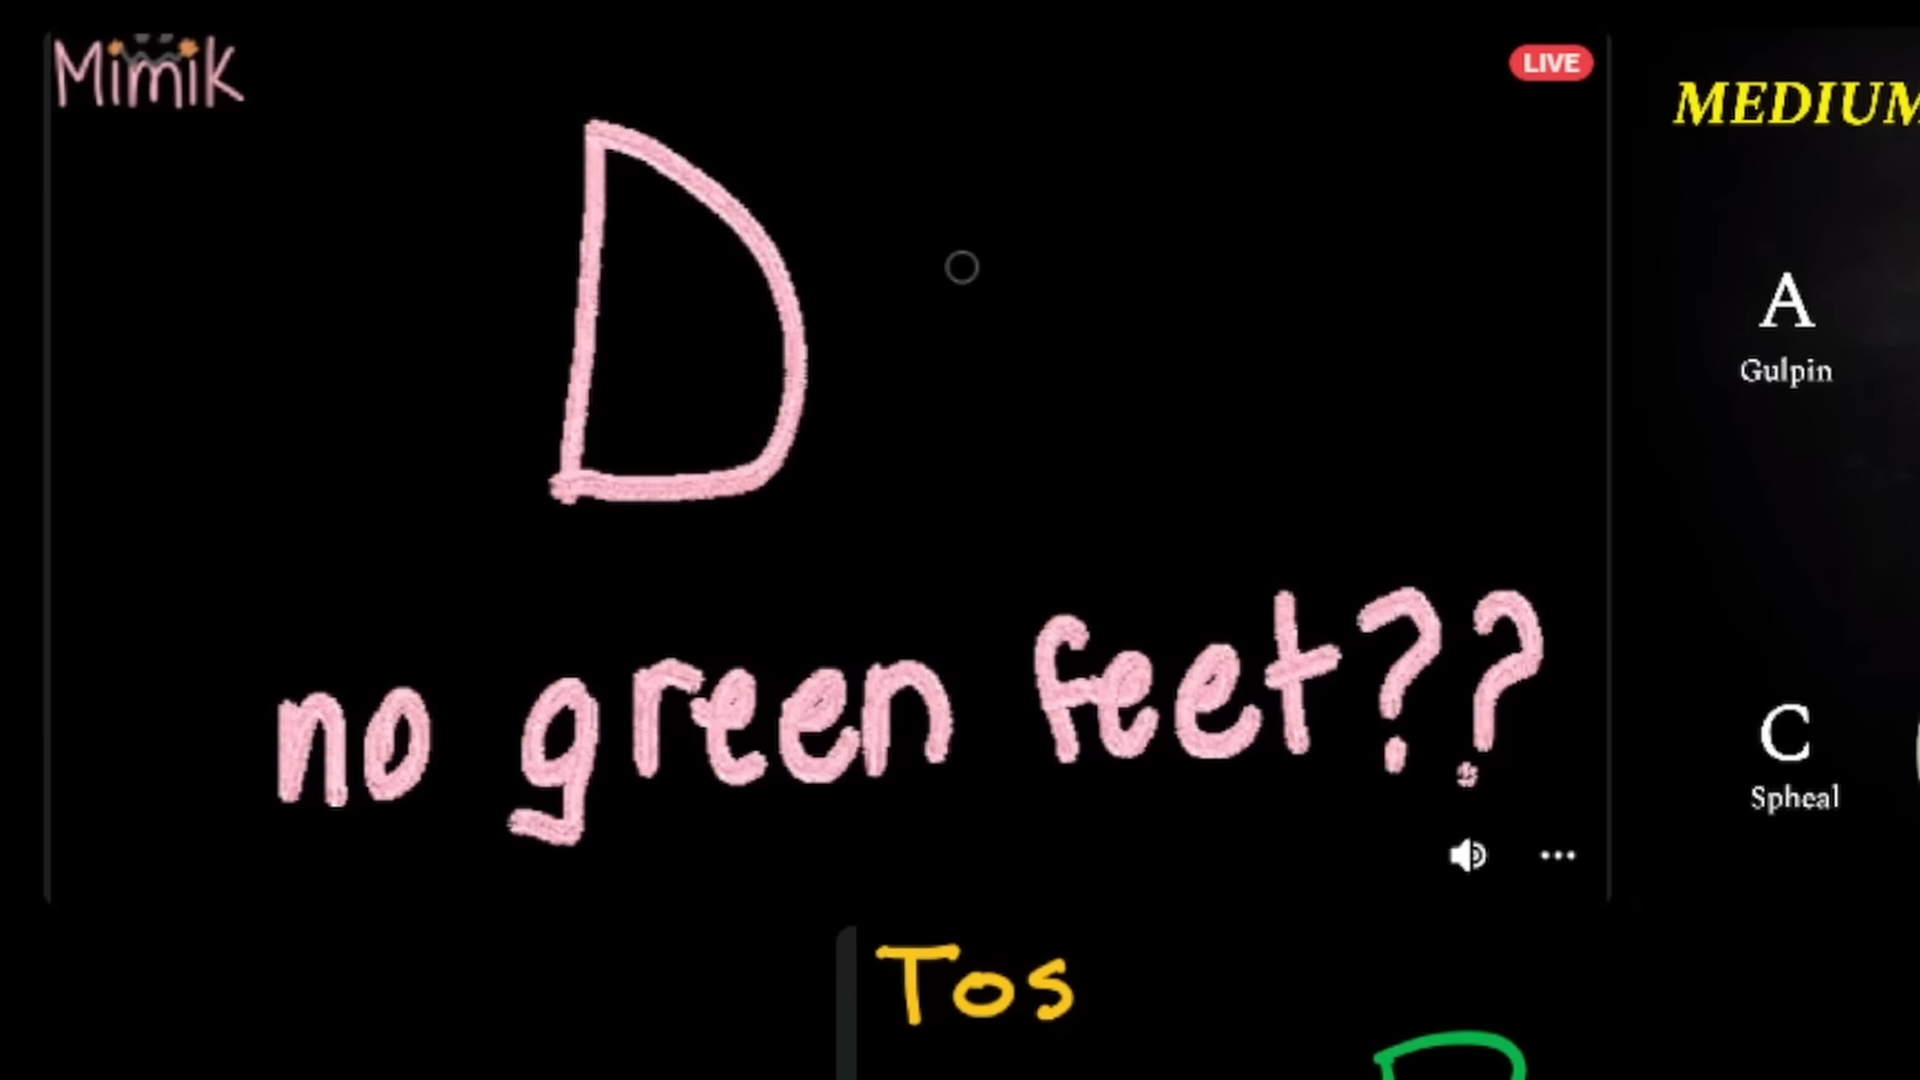 Mimik
LIVE
D
no green feet??
MEDIUM
A
Gulpin
C
Spheal
Tos